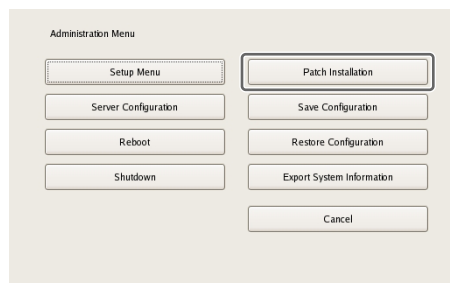 Administration Menu
Setup Menu
Patch Installation
Server Configuration
Save Configuration
Reboot
Restore Configuration
Shutdown
Export System Information
Cancel